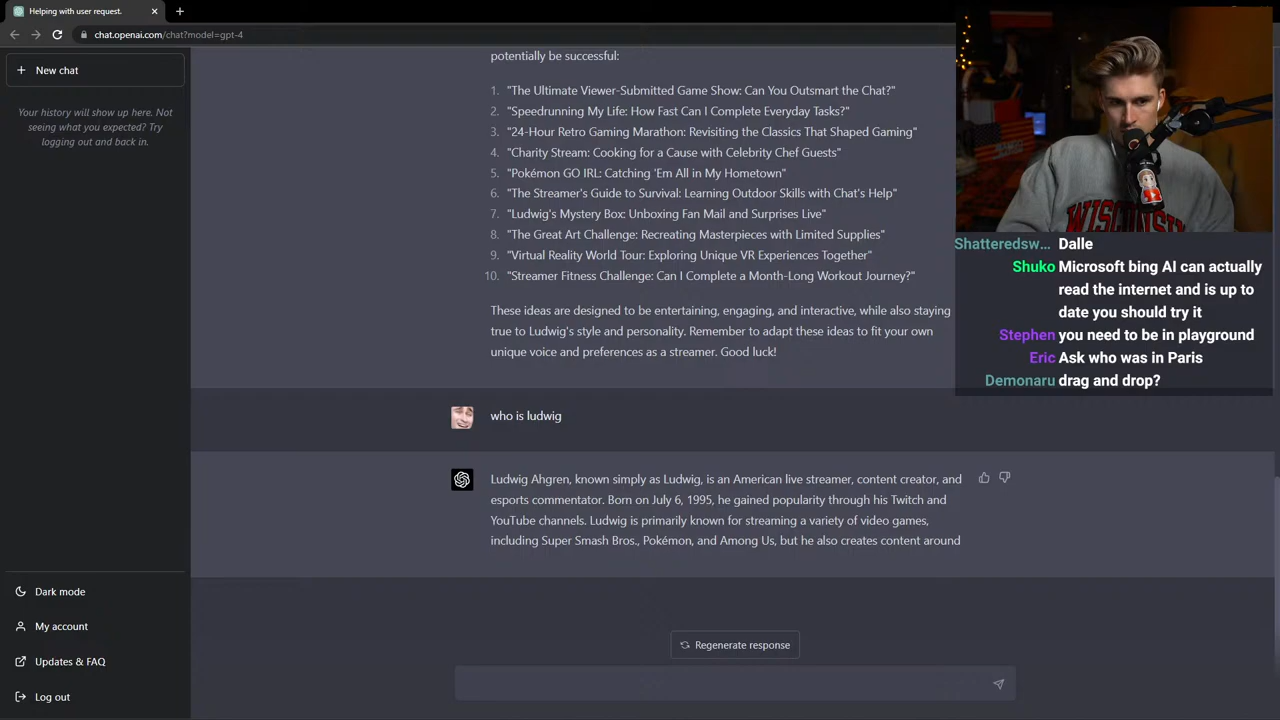 Helping with user request.
chat.openai.com/chat?model=gpt-4
New chat
Your history will show up here. Not
seeing what you expected? Try
logging out and back in.
Dark mode
My account
Updates & FAQ
Log out
potentially be successful:
1. "The Ultimate Viewer-Submitted Game Show: Can You Outsmart the Chat?"
2. "Speedrunning My Life: How Fast Can I Complete Everyday Tasks?"
3. "24-Hour Retro Gaming Marathon: Revisiting the Classics That Shaped Gaming"
4. "Charity Stream: Cooking for a Cause with Celebrity Chef Guests"
5. "Pokémon GO IRL: Catching 'Em All in My Hometown"
6. "The Streamer's Guide to Survival: Learning Outdoor Skills with Chat's Help"
7. "Ludwig's Mystery Box: Unboxing Fan Mail and Surprises Live"
8. "The Great Art Challenge: Recreating Masterpieces with Limited Supplies"
9. "Virtual Reality World Tour: Exploring Unique VR Experiences Together"
10. "Streamer Fitness Challenge: Can I Complete a Month-Long Workout Journey?"
These ideas are designed to be entertaining, engaging, and interactive, while also staying
true to Ludwig's style and personality. Remember to adapt these ideas to fit your own
unique voice and preferences as a streamer. Good luck!
who is ludwig
Ludwig Ahgren, known simply as Ludwig, is an American live streamer, content creator, and
esports commentator. Born on July 6, 1995, he gained popularity through his Twitch and
YouTube channels. Ludwig is primarily known for streaming a variety of video games,
including Super Smash Bros., Pokémon, and Among Us, but he also creates content around
Regenerate response
WISCONSIN
Shatteredsw... Dalle
Shuko Microsoft bing AI can actually
read the internet and is up to
date you should try it
Stephen you need to be in playground
Eric Ask who was in Paris
Demonaru drag and drop?